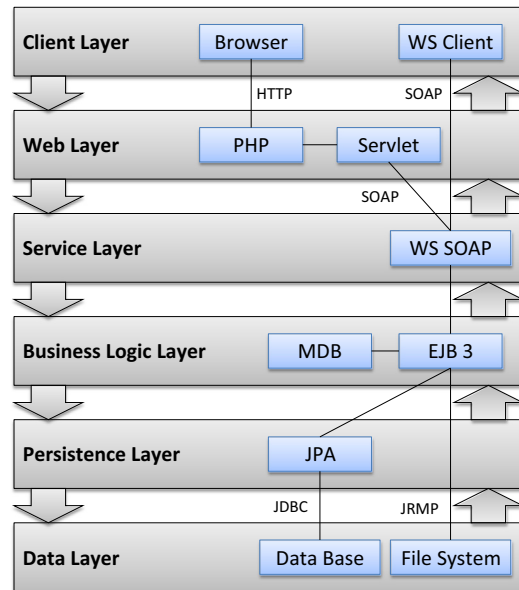 Client Layer
Browser
WS Client
HTTP
SOAP
Web Layer
PHP
Servlet
SOAP
Service Layer
WS SOAP
Business Logic Layer
MDB
EJB 3
Persistence Layer
JPA
JDBC
JRMP
Data Layer
Data Base
File System